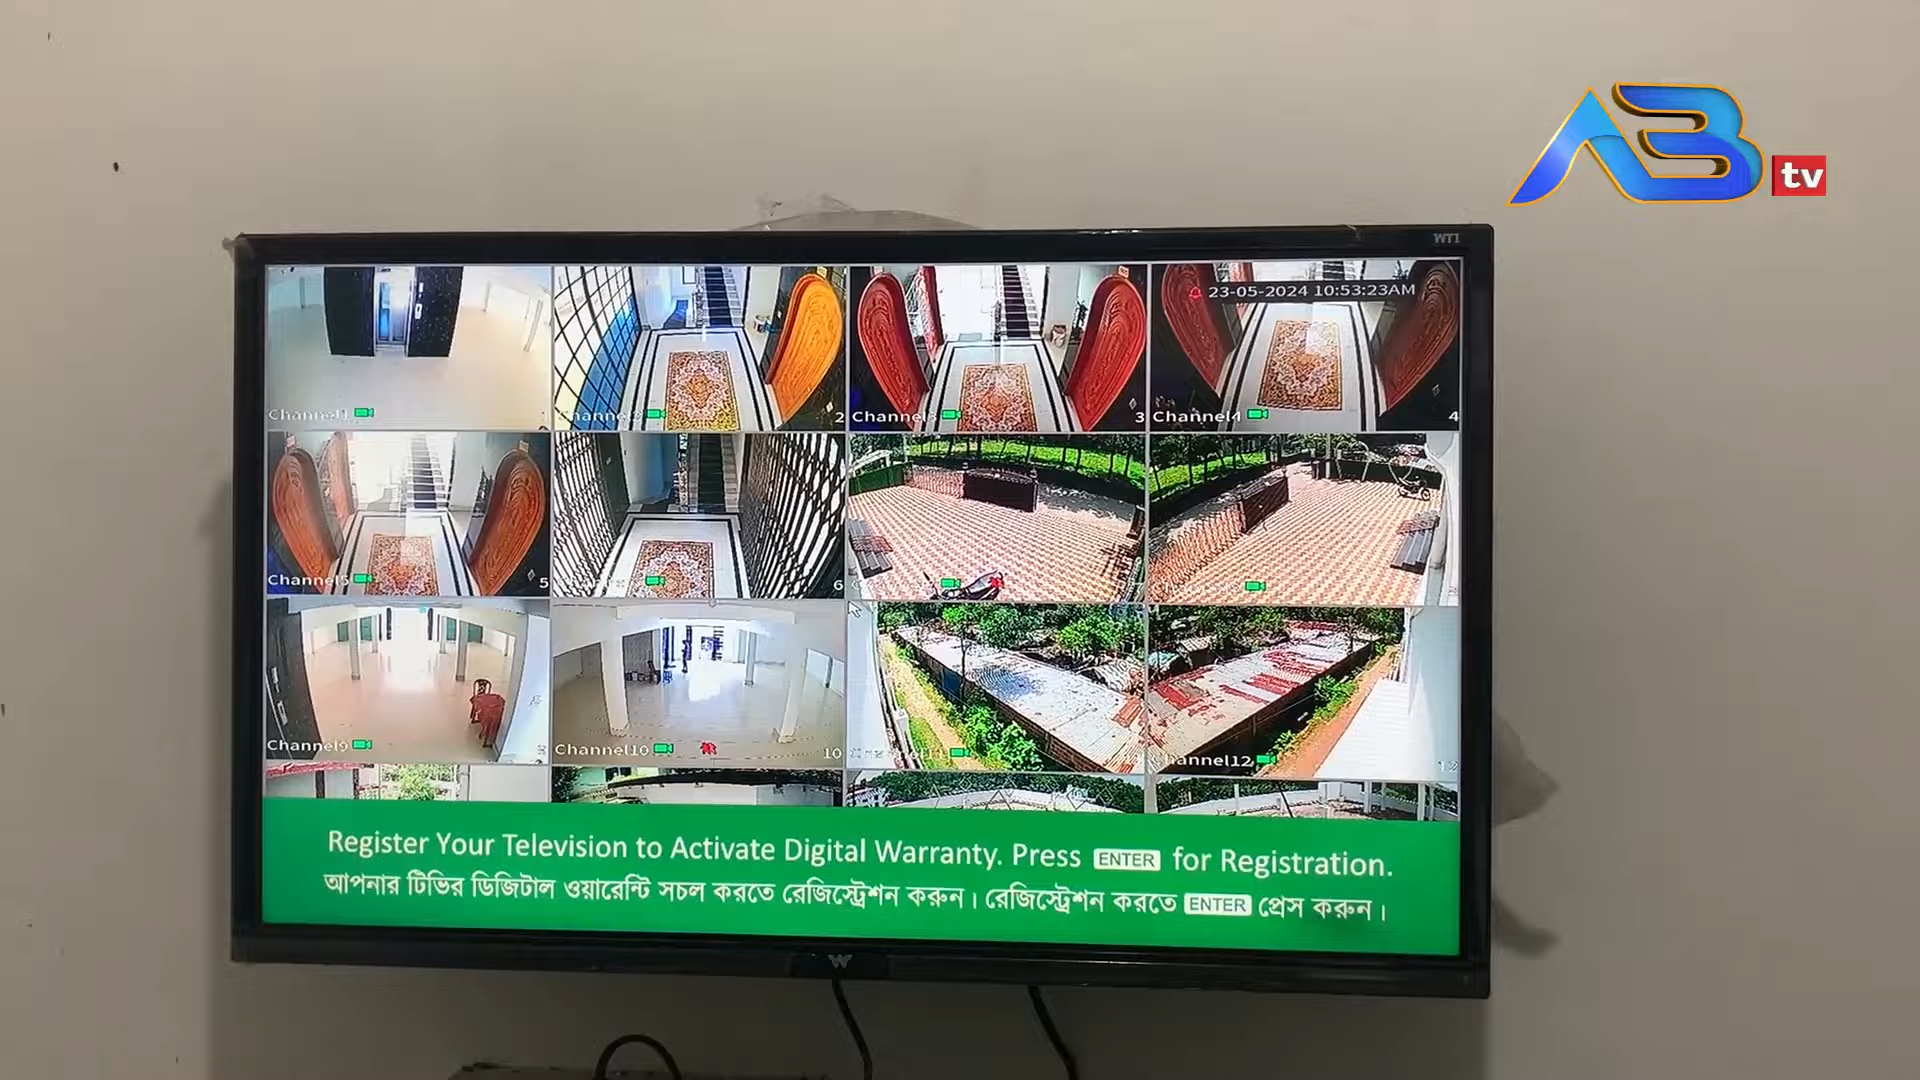 AB tv
WTI
23-05-2024 10:53:23AM
Channel1
2
Channel3 3
Channel4 4
Channel5 5
6
Channel9
Channel10 10
Channel12 12
Register Your Television to Activate Digital Warranty. Press ENTER for Registration.
আপনার টিভির ডিজিটাল ওয়ারেন্টি সচল করতে রেজিস্ট্রেশন করুন। রেজিস্ট্রেশন করতে ENTER প্রেস করুন।